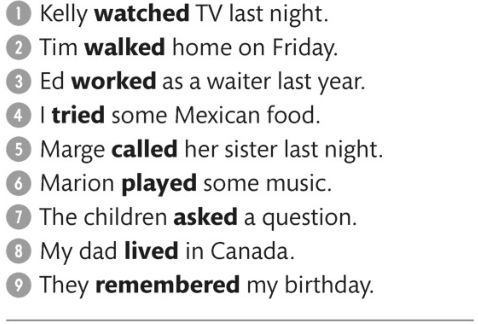 1 Kelly watched TV last night.
2 Tim walked home on Friday.
3 Ed worked as a waiter last year.
4 I tried some Mexican food.
5 Marge called her sister last night.
6 Marion played some music.
7 The children asked a question.
8 My dad lived in Canada.
9 They remembered my birthday.